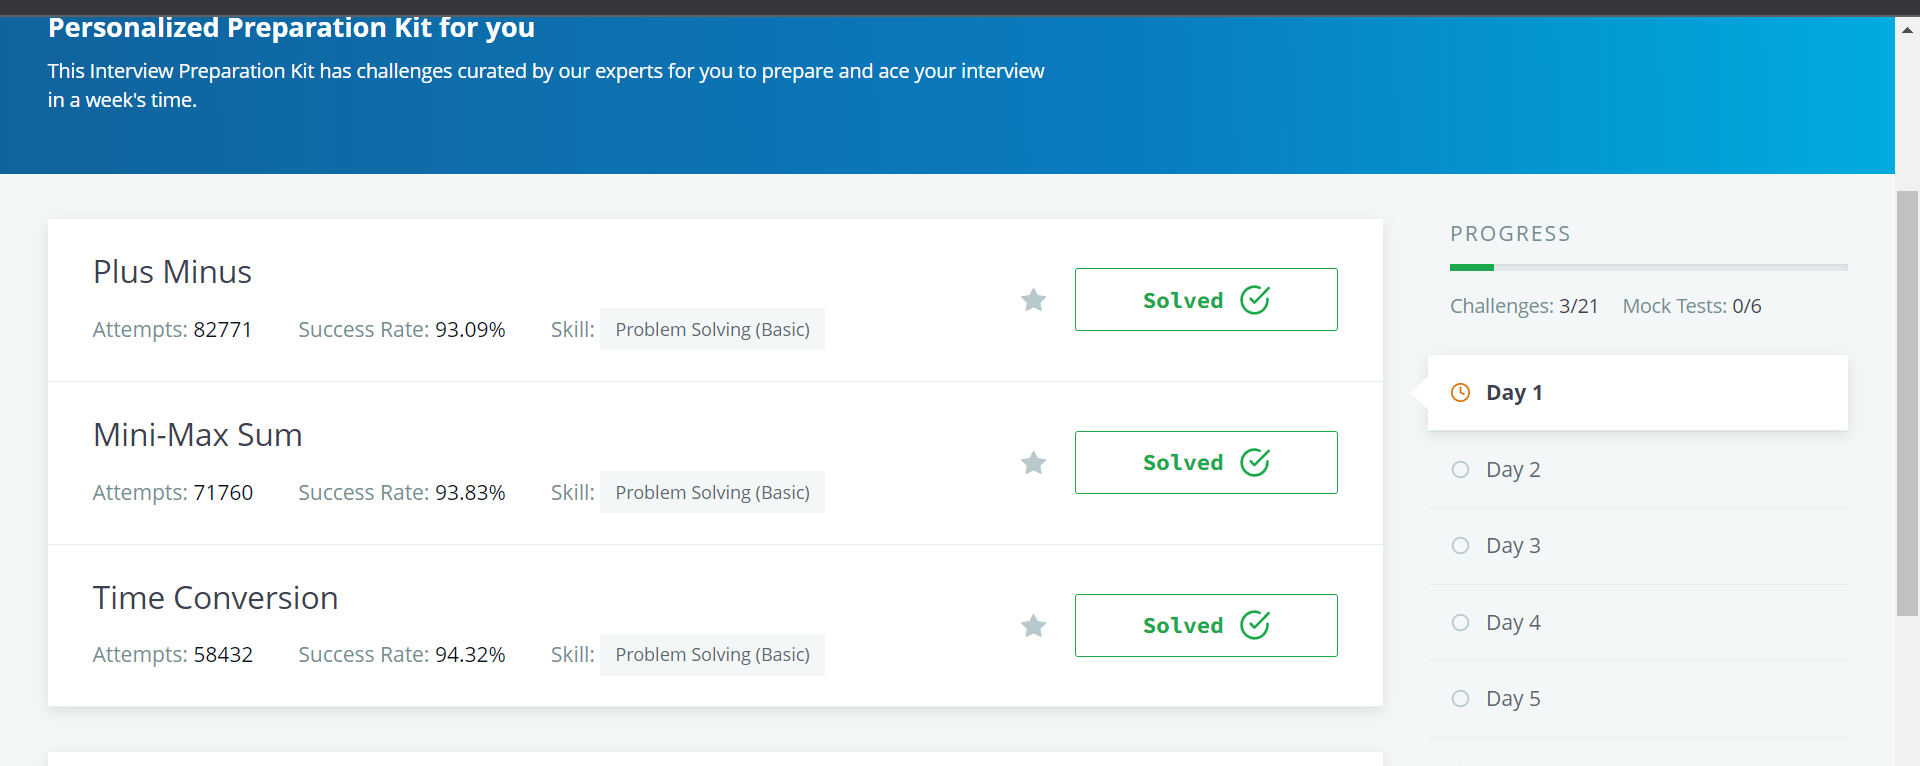 Personalized Preparation Kit for you
This Interview Preparation Kit has challenges curated by our experts for you to prepare and ace your interview
in a week's time.
Plus Minus
Attempts: 82771 Success Rate: 93.09% Skill: Problem Solving (Basic)
Solved
Mini-Max Sum
Attempts: 71760 Success Rate: 93.83% Skill: Problem Solving (Basic)
Solved
Time Conversion
Attempts: 58432 Success Rate: 94.32% Skill: Problem Solving (Basic)
Solved
PROGRESS
Challenges: 3/21 Mock Tests: 0/6
Day 1
Day 2
Day 3
Day 4
Day 5